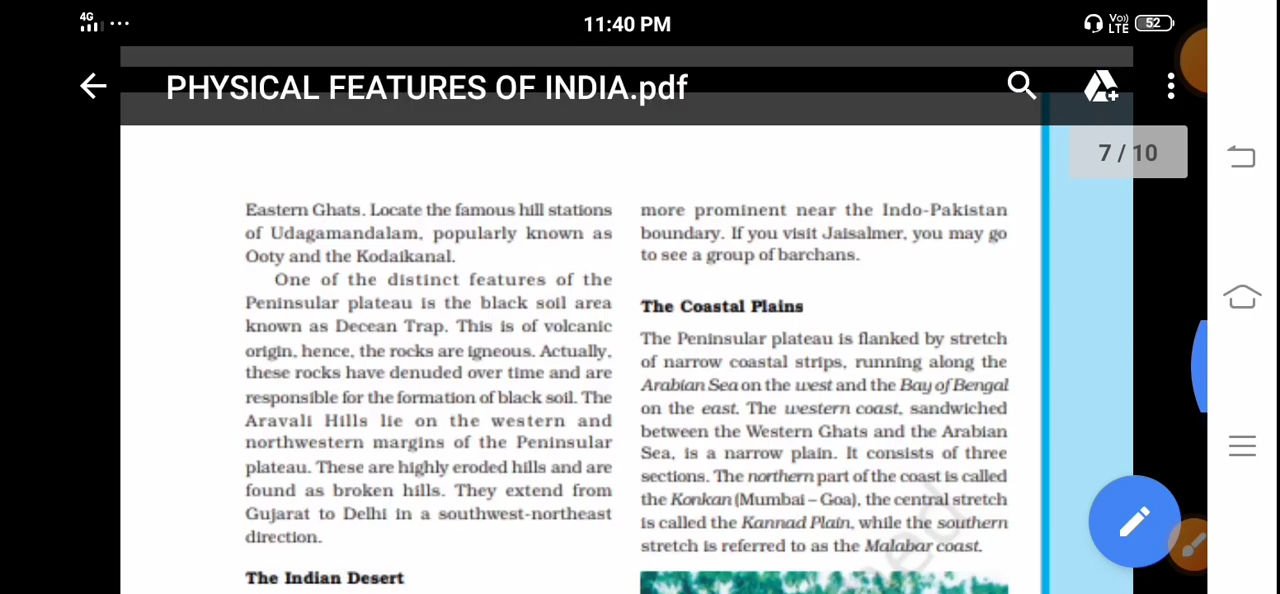 4G
11:40 PM
Vo)) LTE
52
PHYSICAL FEATURES OF INDIA.pdf
7 / 10
Eastern Ghats. Locate the famous hill stations
of Udagamandalam, popularly known as
Ooty and the Kodaikanal.
One of the distinct features of the
Peninsular plateau is the black soil area
known as Decean Trap. This is of volcanic
origin, hence, the rocks are igneous. Actually,
these rocks have denuded over time and are
responsible for the formation of black soil. The
Aravali Hills lie on the western and
northwestern margins of the Peninsular
plateau. These are highly eroded hills and are
found as broken hills. They extend from
Gujarat to Delhi in a southwest-northeast
direction.
The Indian Desert
more prominent near the Indo-Pakistan
boundary. If you visit Jaisalmer, you may go
to see a group of barchans.
The Coastal Plains
The Peninsular plateau is flanked by stretch
of narrow coastal strips, running along the
Arabian Sea on the west and the Bay of Bengal
on the east. The western coast, sandwiched
between the Western Ghats and the Arabian
Sea, is a narrow plain. It consists of three
sections. The northern part of the coast is called
the Konkan (Mumbai – Goa), the central stretch
is called the Kannad Plain, while the southern
stretch is referred to as the Malabar coast.